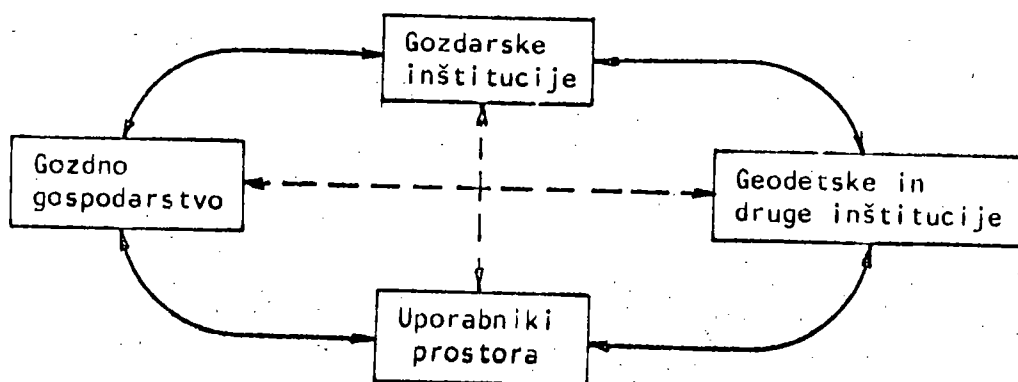 Gozdarske
inštitucije
Gozdno
gospodarstvo
Geodetske in
druge inštitucije
Uporabniki
prostora